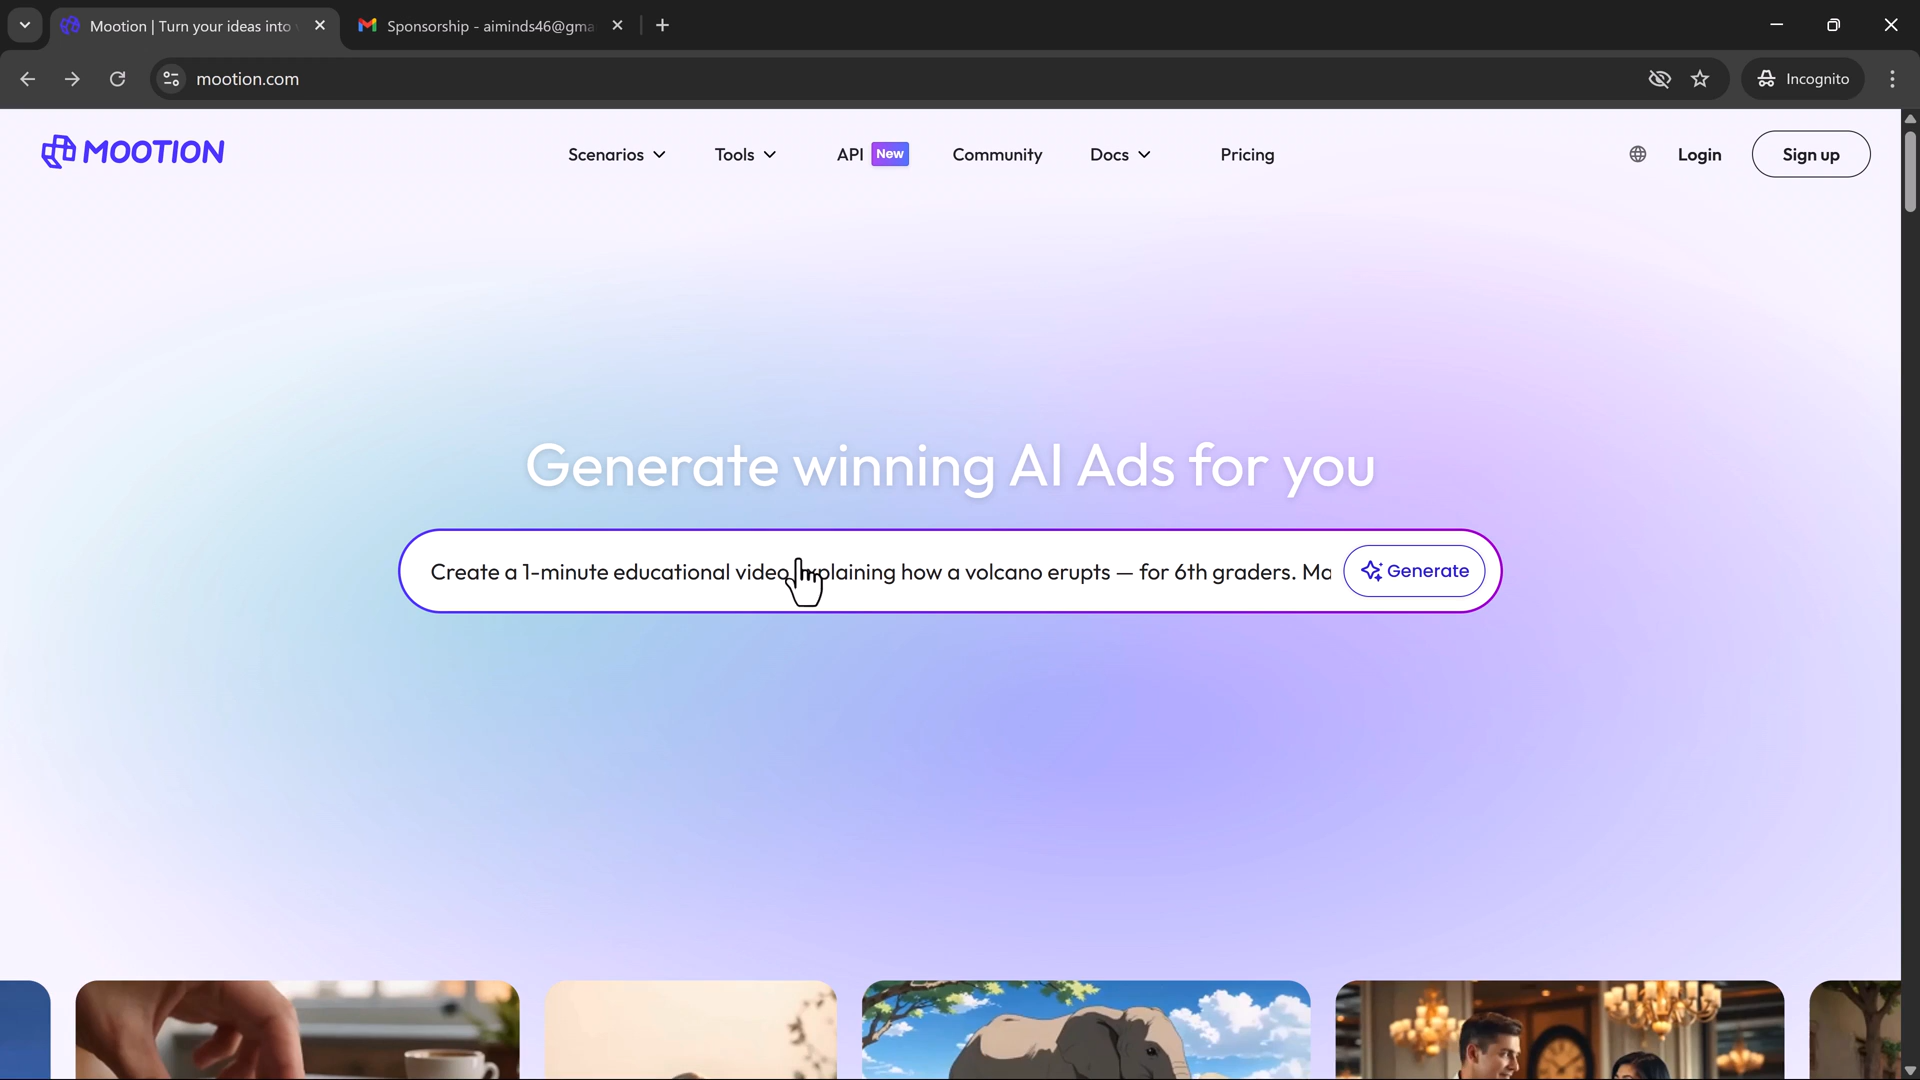 Mootion | Turn your ideas into
Sponsorship - aiminds46@gma
mootion.com
Incognito
MOOTION
Scenarios
Tools
API New
Community
Docs
Pricing
Login
Sign up
Generate winning AI Ads for you
Create a 1-minute educational video explaining how a volcano erupts — for 6th graders. Ma
Generate